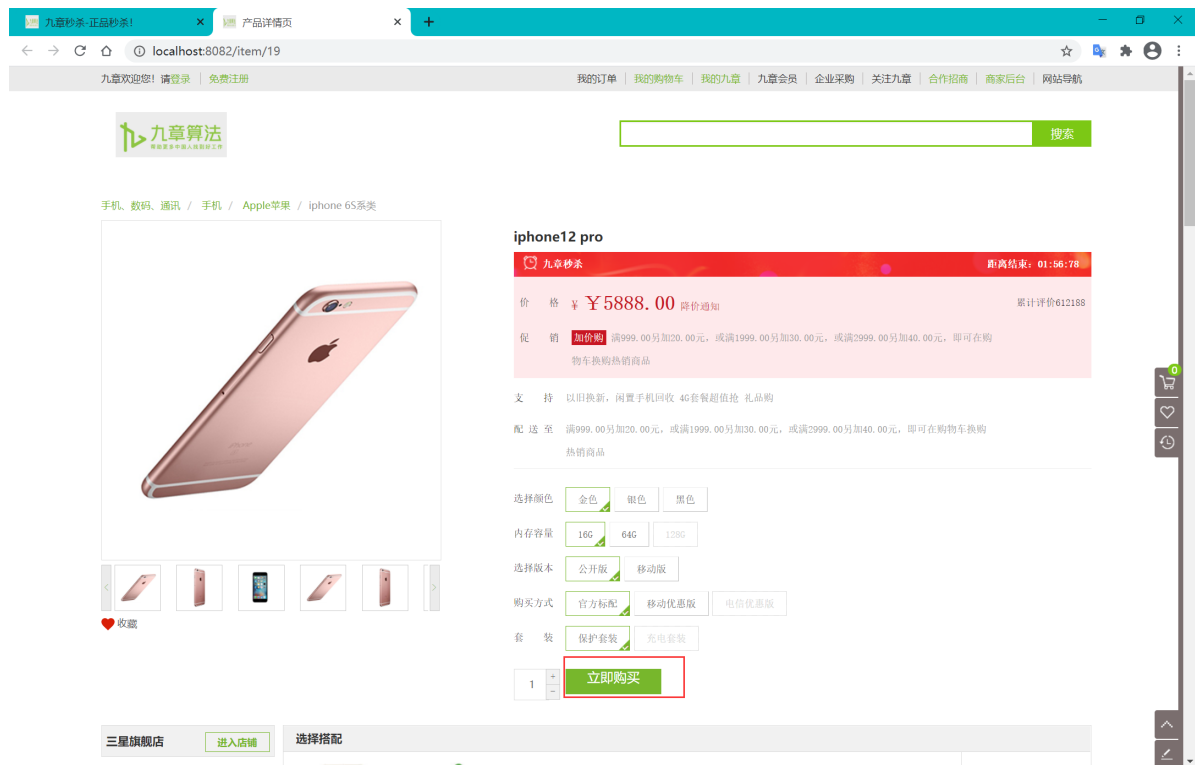 九章秒杀-正品秒杀!
产品详情页
localhost:8082/item/19
九章欢迎您! 请登录 免费注册
我的订单 我的购物车 我的九章 九章会员 企业采购 关注九章 合作招商 商家后台 网站导航
九章算法
帮助更多中国人找到好工作
搜索
手机、数码、通讯 / 手机 / Apple苹果 / iphone 6S系类
iphone12 pro
九章秒杀
距离结束：01:56:78
价 格 ¥ ￥5888.00 降价通知
累计评价612188
促 销 加价购 满999.00另加20.00元，或满1999.00另加30.00元，或满2999.00另加40.00元，即可在购
物车换购热销商品
支 持 以旧换新，闲置手机回收 4G套餐超值抢 礼品购
配 送 至 满999.00另加20.00元，或满1999.00另加30.00元，或满2999.00另加40.00元，即可在购物车换购
热销商品
选择颜色 金色 银色 黑色
内存容量 16G 64G 128G
选择版本 公开版 移动版
购买方式 官方标配 移动优惠版 电信优惠版
套 装 保护套装 充电套装
1 + - 立即购买
收藏
0
三星旗舰店 进入店铺
选择搭配